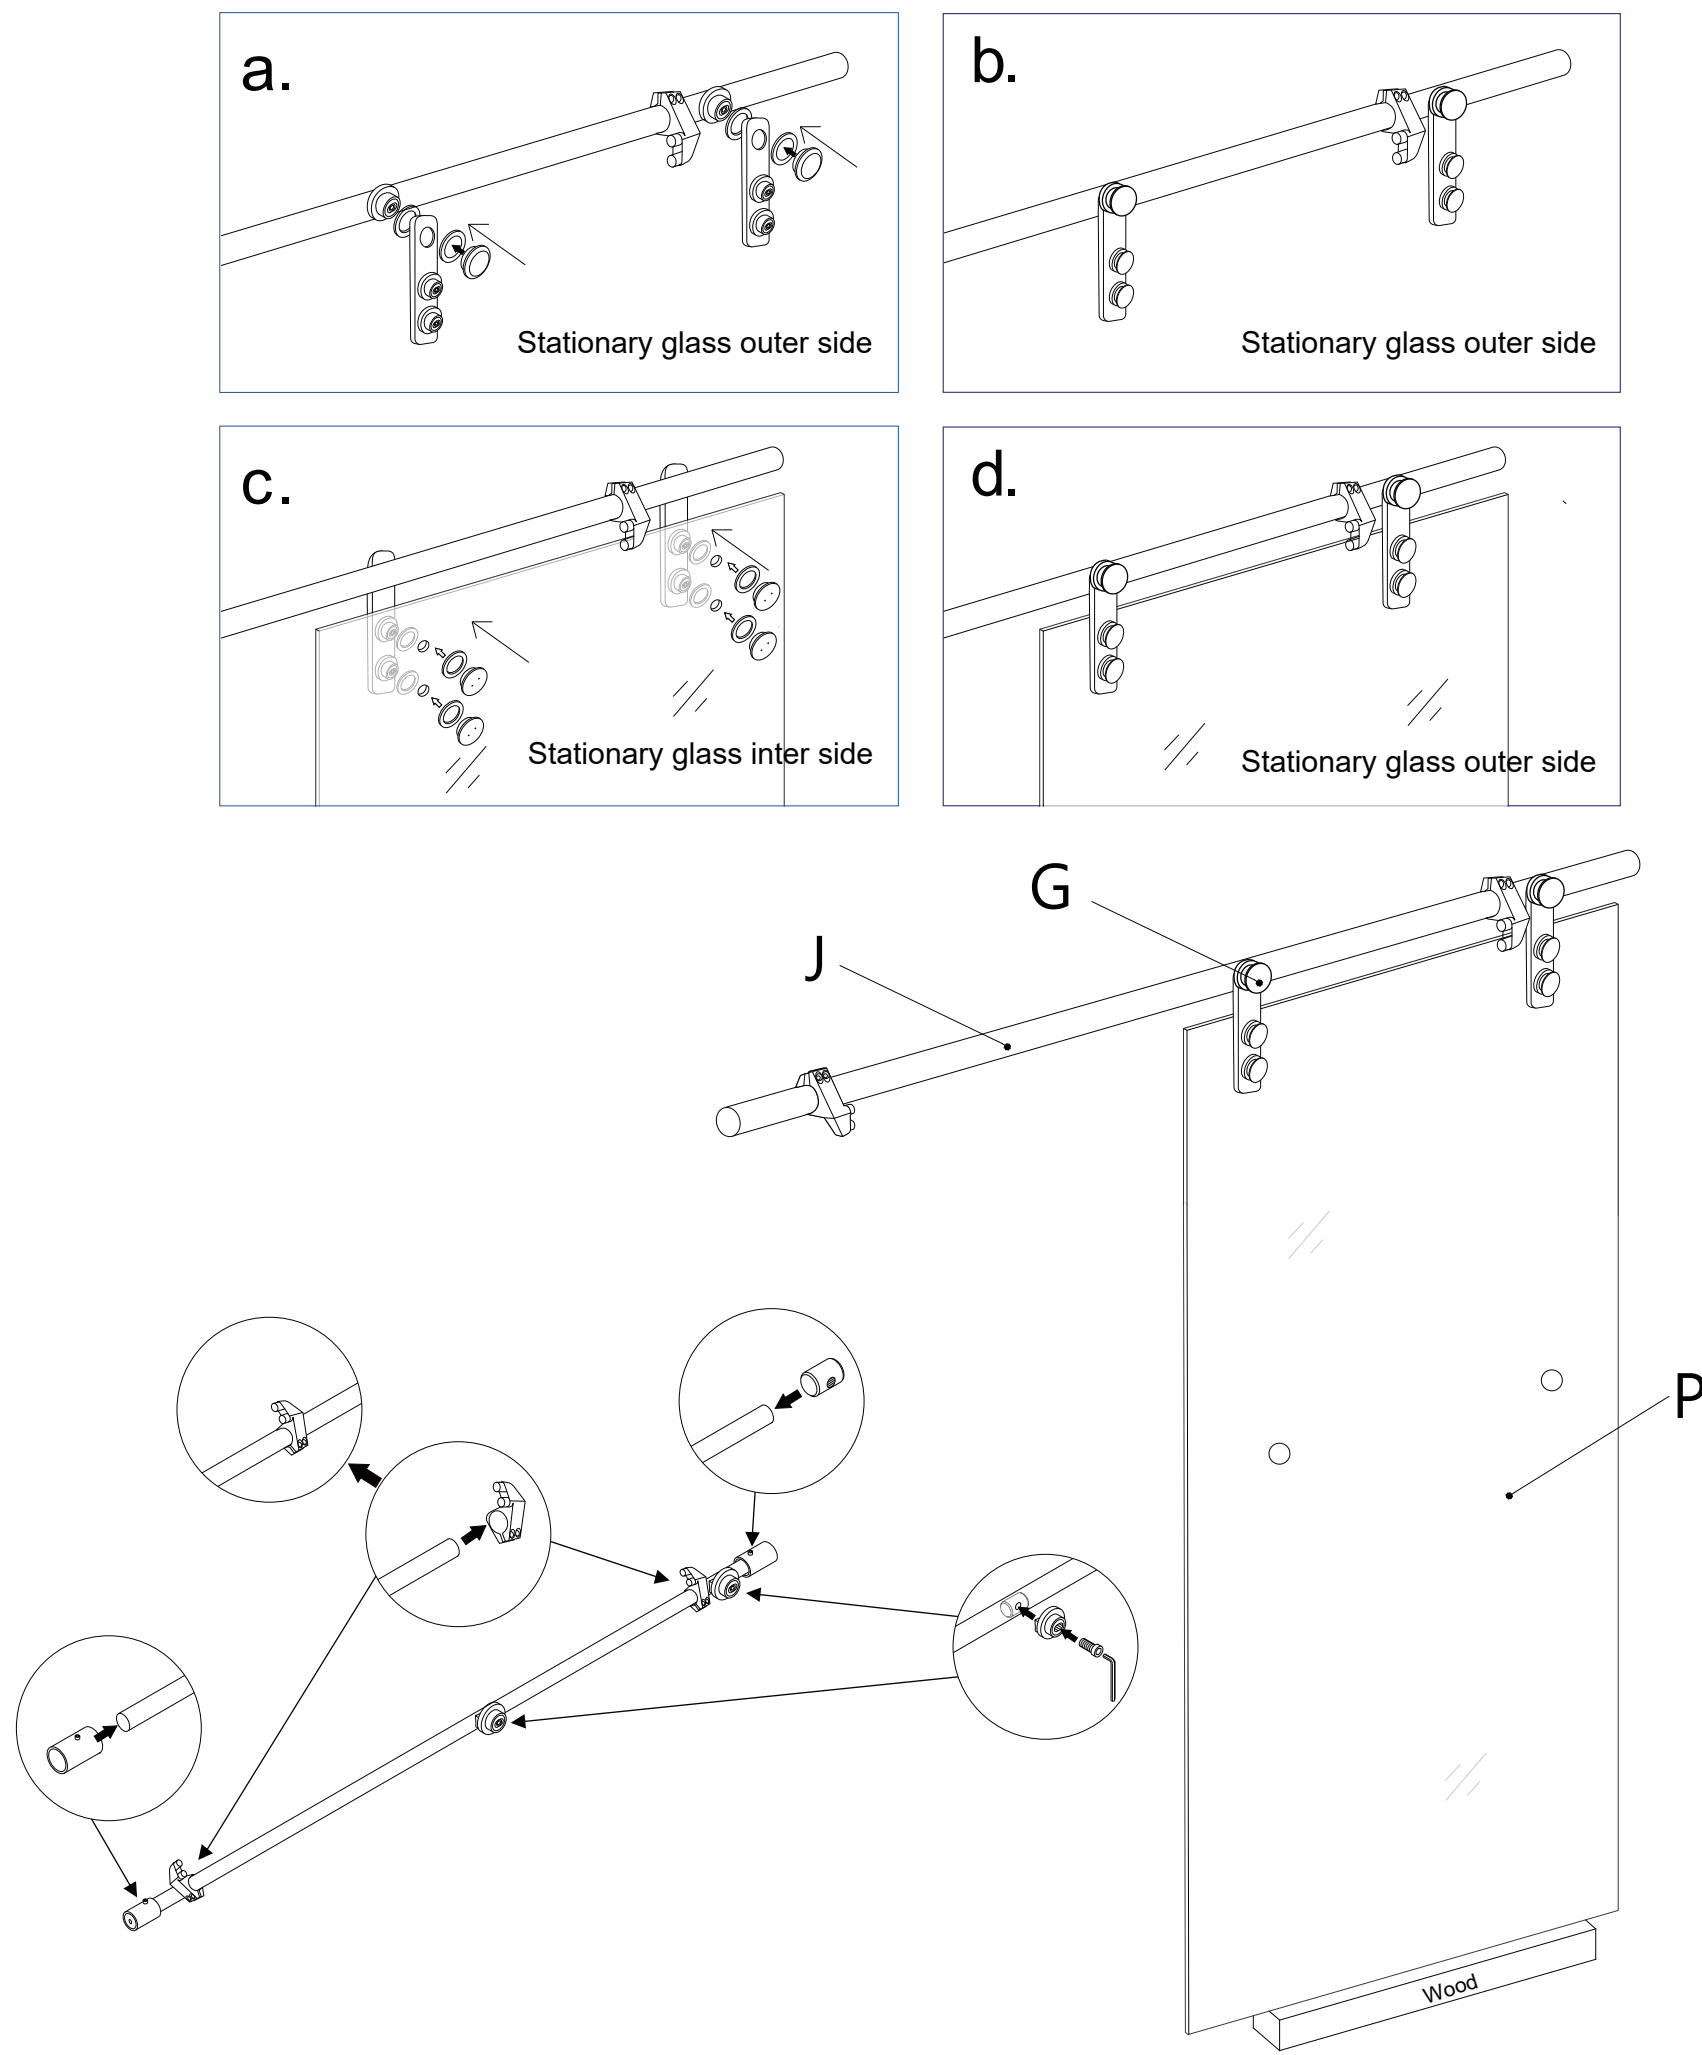 a.
Stationary glass outer side
b.
Stationary glass outer side
c.
Stationary glass inter side
d.
Stationary glass outer side
G
J
P
Wood